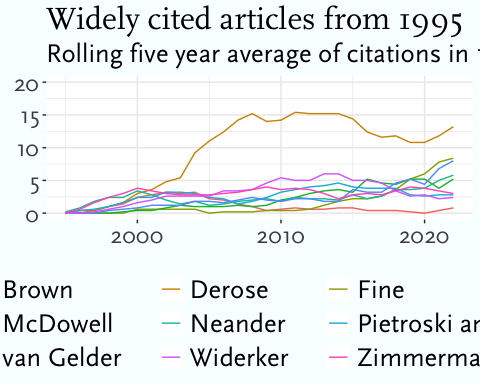 Widely cited articles from 1995
Rolling five year average of citations in
20
15
10
5
0
2000 2010 2020
Brown Derose Fine
McDowell Neander Pietroski
van Gelder Widerker